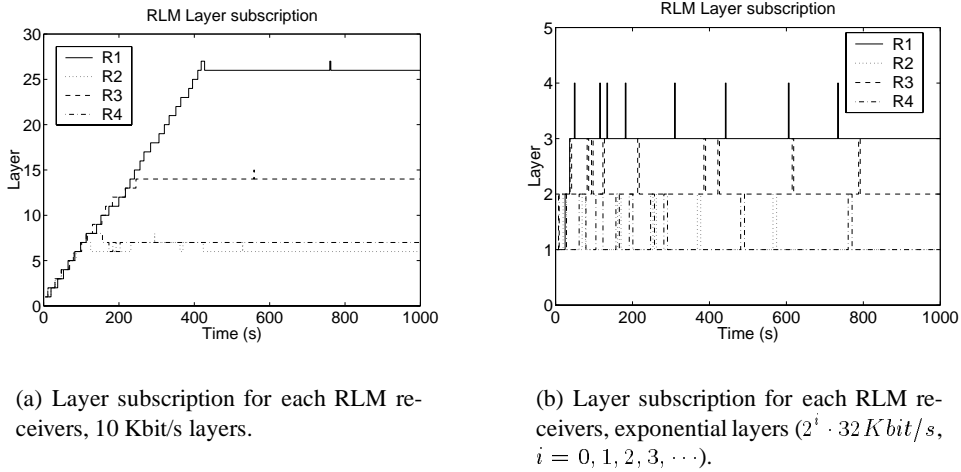 RLM Layer subscription
30
25
20
15
10
5
0
Layer
R1
R2
R3
R4
0 200 400 600 800 1000
Time (s)
(a) Layer subscription for each RLM re-
ceivers, 10 Kbit/s layers.
RLM Layer subscription
5
4
3
2
1
0
Layer
R1
R2
R3
R4
0 200 400 600 800 1000
Time (s)
(b) Layer subscription for each RLM re-
ceivers, exponential layers (2^i · 32Kbit/s,
i = 0, 1, 2, 3, ···).